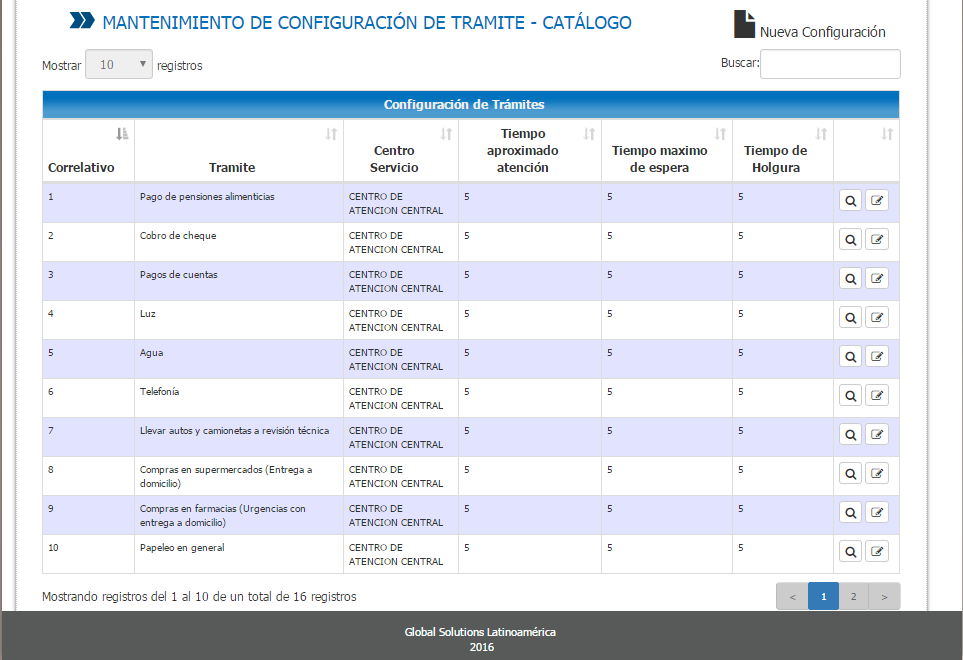 MANTENIMIENTO DE CONFIGURACIÓN DE TRAMITE - CATÁLOGO
Nueva Configuración
Mostrar 10 registros
Buscar:
Configuración de Trámites
Correlativo
Tramite
Centro
Servicio
Tiempo
aproximado
atención
Tiempo maximo
de espera
Tiempo de
Holgura
1 Pago de pensiones alimenticias CENTRO DE 5 5 5
ATENCION CENTRAL
2 Cobro de cheque CENTRO DE 5 5 5
ATENCION CENTRAL
3 Pagos de cuentas CENTRO DE 5 5 5
ATENCION CENTRAL
4 Luz CENTRO DE 5 5 5
ATENCION CENTRAL
5 Agua CENTRO DE 5 5 5
ATENCION CENTRAL
6 Telefonía CENTRO DE 5 5 5
ATENCION CENTRAL
7 Llevar autos y camionetas a revisión técnica CENTRO DE 5 5 5
ATENCION CENTRAL
8 Compras en supermercados (Entrega a CENTRO DE 5 5 5
domicilio) ATENCION CENTRAL
9 Compras en farmacias (Urgencias con CENTRO DE 5 5 5
entrega a domicilio) ATENCION CENTRAL
10 Papeleo en general CENTRO DE 5 5 5
ATENCION CENTRAL
Mostrando registros del 1 al 10 de un total de 16 registros
< 1 2 >
Global Solutions Latinoamérica
2016